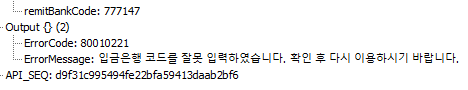 remitBankCode: 777147
Output {} (2)
ErrorCode: 80010221
ErrorMessage: 입금은행 코드를 잘못 입력하였습니다. 확인 후 다시 이용하시기 바랍니다.
API_SEQ: d9f31c995494fe22bfa59413daab2bf6